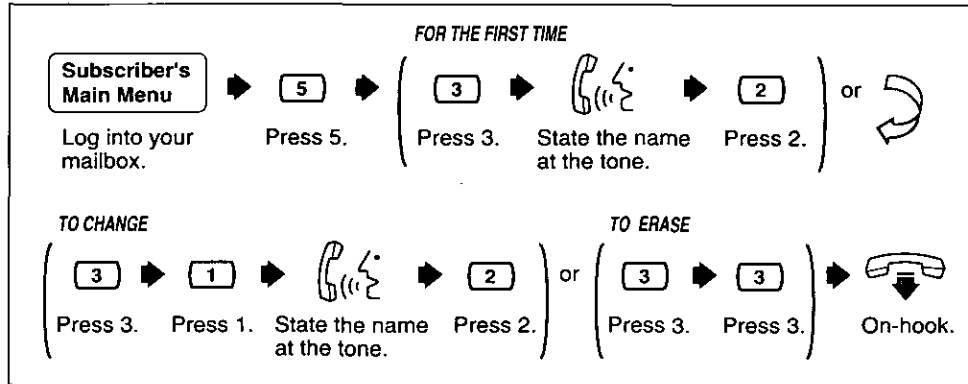 FOR THE FIRST TIME
Subscriber's
Main Menu
5
3
2
or
Log into your
mailbox.
Press 5.
Press 3.
State the name
at the tone.
Press 2.
TO CHANGE
TO ERASE
3
1
2
or
3
3
Press 3.
Press 1.
State the name
at the tone.
Press 2.
Press 3.
Press 3.
On-hook.